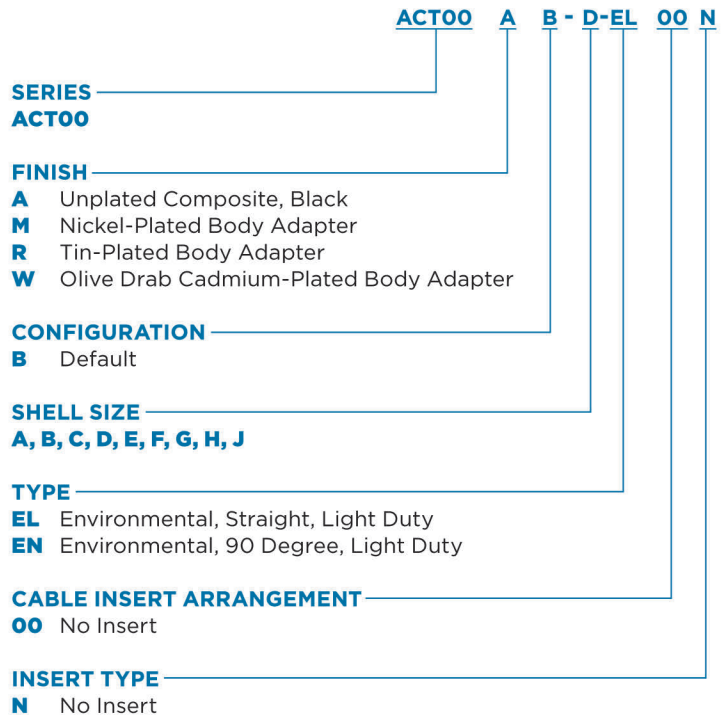 ACT00 A B - D-EL 00 N
SERIES
ACT00
FINISH
A Unplated Composite, Black
M Nickel-Plated Body Adapter
R Tin-Plated Body Adapter
W Olive Drab Cadmium-Plated Body Adapter
CONFIGURATION
B Default
SHELL SIZE
A, B, C, D, E, F, G, H, J
TYPE
EL Environmental, Straight, Light Duty
EN Environmental, 90 Degree, Light Duty
CABLE INSERT ARRANGEMENT
00 No Insert
INSERT TYPE
N No Insert